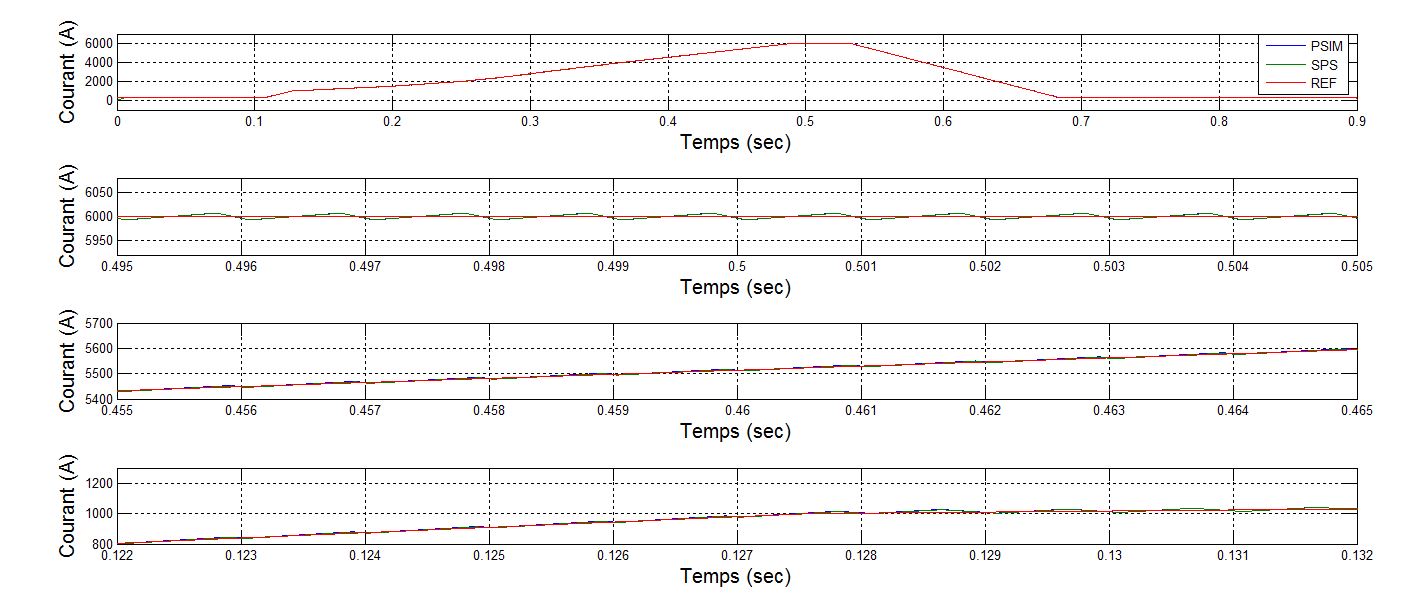 Courant (A)
6000
4000
2000
0
PSIM
SPS
REF
0 0.1 0.2 0.3 0.4 0.5 0.6 0.7 0.8 0.9
Temps (sec)
Courant (A)
6050
6000
5950
0.495 0.496 0.497 0.498 0.499 0.5 0.501 0.502 0.503 0.504 0.505
Temps (sec)
Courant (A)
5700
5600
5500
5400
0.455 0.456 0.457 0.458 0.459 0.46 0.461 0.462 0.463 0.464 0.465
Temps (sec)
Courant (A)
1200
1000
800
0.122 0.123 0.124 0.125 0.126 0.127 0.128 0.129 0.13 0.131 0.132
Temps (sec)